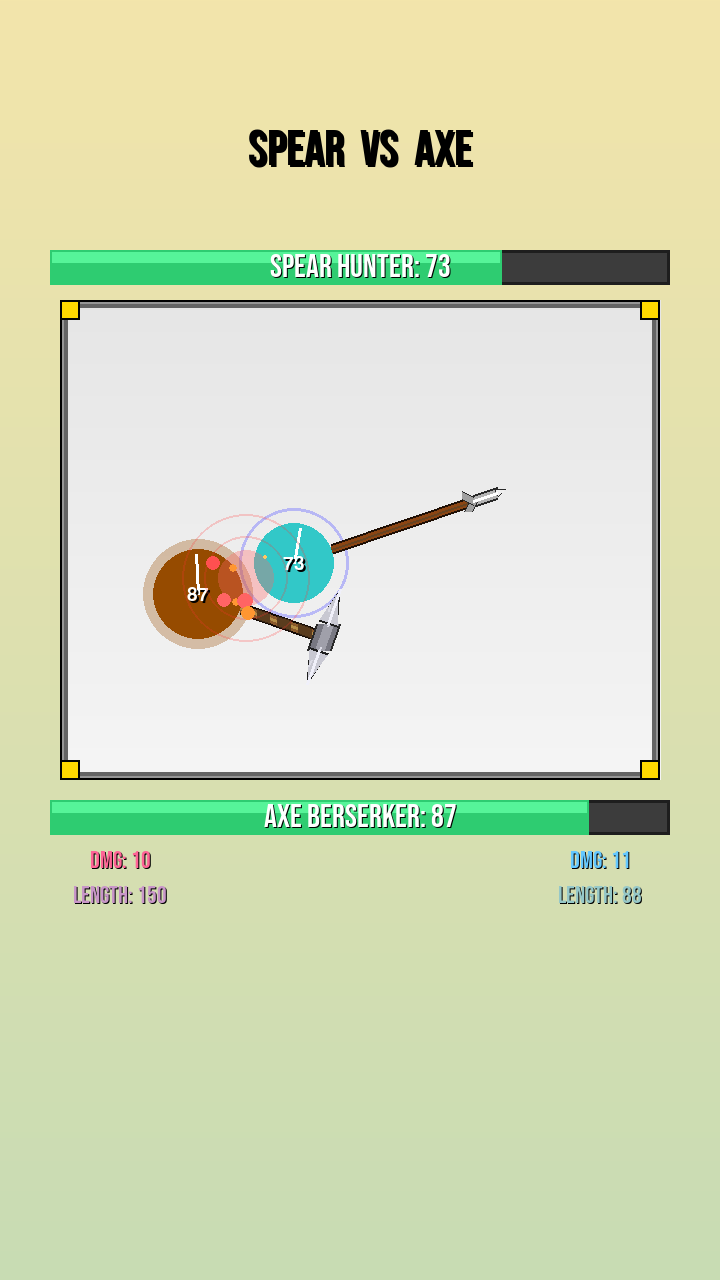 SPEAR VS AXE
SPEAR HUNTER: 73
73
87
AXE BERSERKER: 87
DMG: 10
DMG: 11
LENGTH: 150
LENGTH: 88